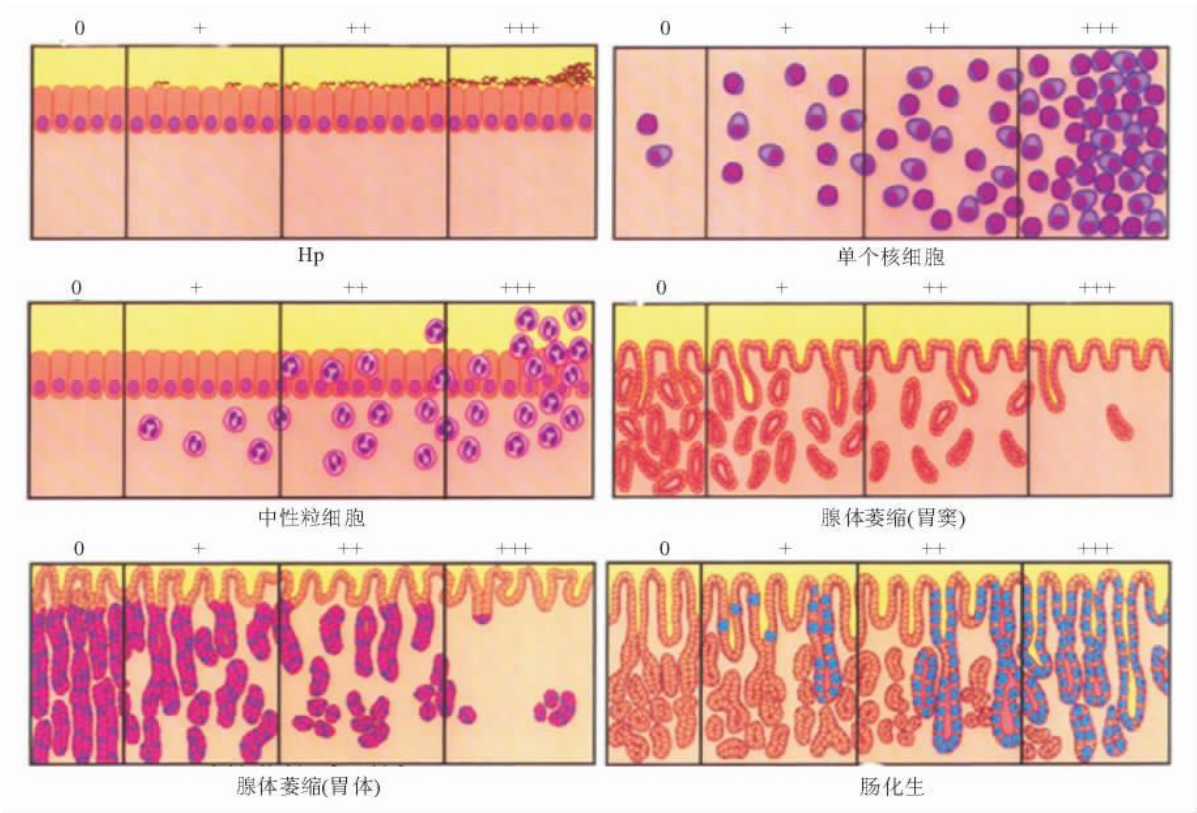 0 + ++ +++
0 + ++ +++
Hp
单个核细胞
0 + ++ +++
0 + ++ +++
中性粒细胞
腺体萎缩(胃窦)
0 + ++ +++
0 + ++ +++
腺体萎缩(胃体)
肠化生